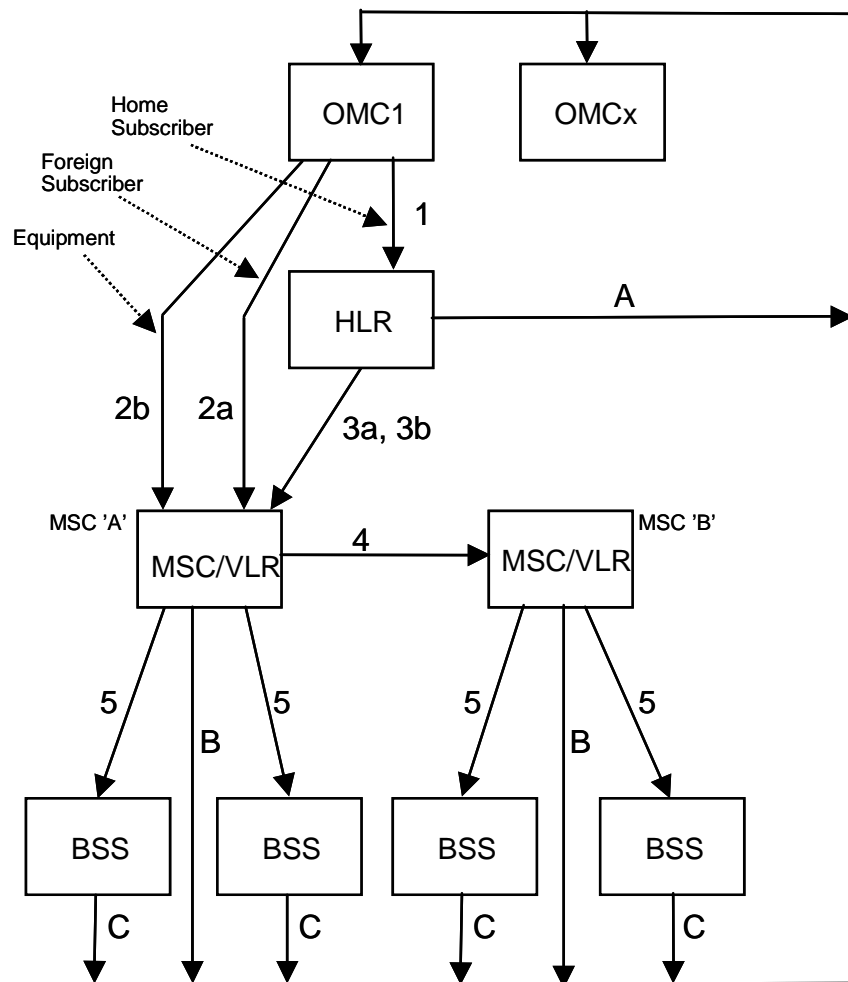 OMC1
OMCx
Home
Subscriber
Foreign
Subscriber
Equipment
1
HLR
A
2b
2a
3a, 3b
MSC 'A'
MSC/VLR
4
MSC/VLR
MSC 'B'
5
B
5
5
B
5
BSS
BSS
BSS
BSS
C
C
C
C